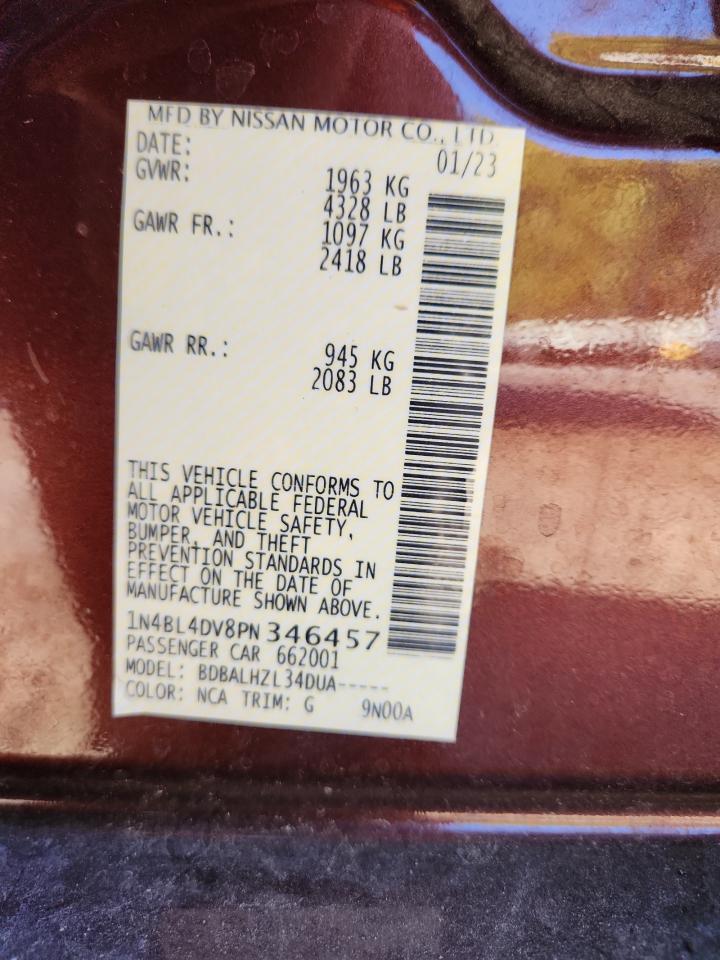 MFD BY NISSAN MOTOR CO., LTD.
DATE: 01/23
GVWR: 1963 KG
4328 LB
GAWR FR.: 1097 KG
2418 LB
GAWR RR.: 945 KG
2083 LB
THIS VEHICLE CONFORMS TO
ALL APPLICABLE FEDERAL
MOTOR VEHICLE SAFETY,
BUMPER, AND THEFT
PREVENTION STANDARDS IN
EFFECT ON THE DATE OF
MANUFACTURE SHOWN ABOVE.
1N4BL4DV8PN346457
PASSENGER CAR 662001
MODEL: BDBALHZL34DUA-----
COLOR: NCA TRIM: G 9N00A